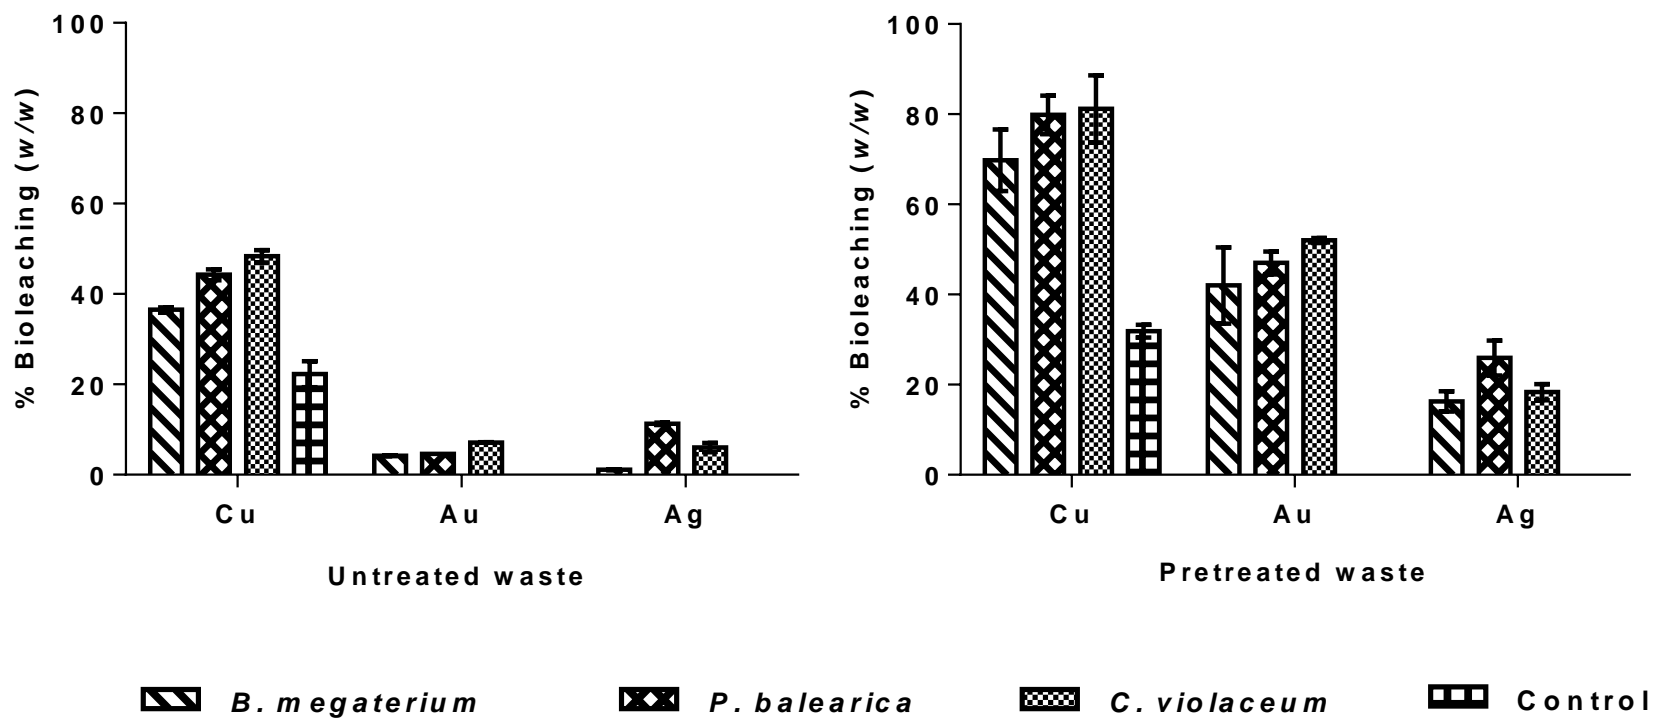 100
80
60
40
20
0
% Bioleaching (w/w)
Cu Au Ag
Untreated waste
100
80
60
40
20
0
% Bioleaching (w/w)
Cu Au Ag
Pretreated waste
B. megaterium P. balearica C. violaceum Control